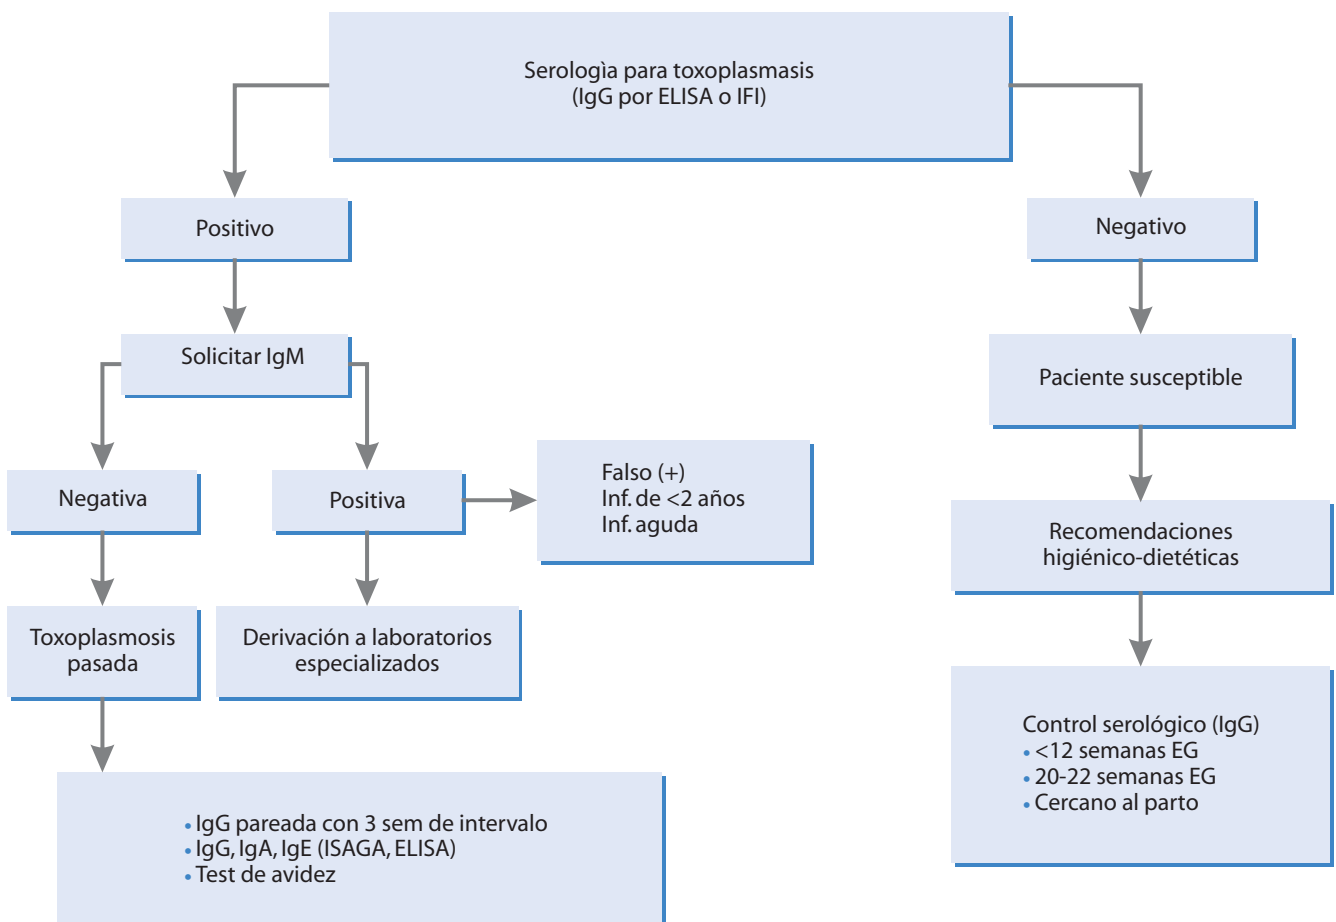 Serologìa para toxoplasmasis
(IgG por ELISA o IFI)
Positivo
Negativo
Solicitar IgM
Paciente susceptible
Negativa
Positiva
Falso (+)
Inf. de <2 años
Inf. aguda
Recomendaciones
higiénico-dietéticas
Toxoplasmosis
pasada
Derivación a laboratorios
especializados
Control serológico (IgG)
• <12 semanas EG
• 20-22 semanas EG
• Cercano al parto
• IgG pareada con 3 sem de intervalo
• IgG, IgA, IgE (ISAGA, ELISA)
• Test de avidez